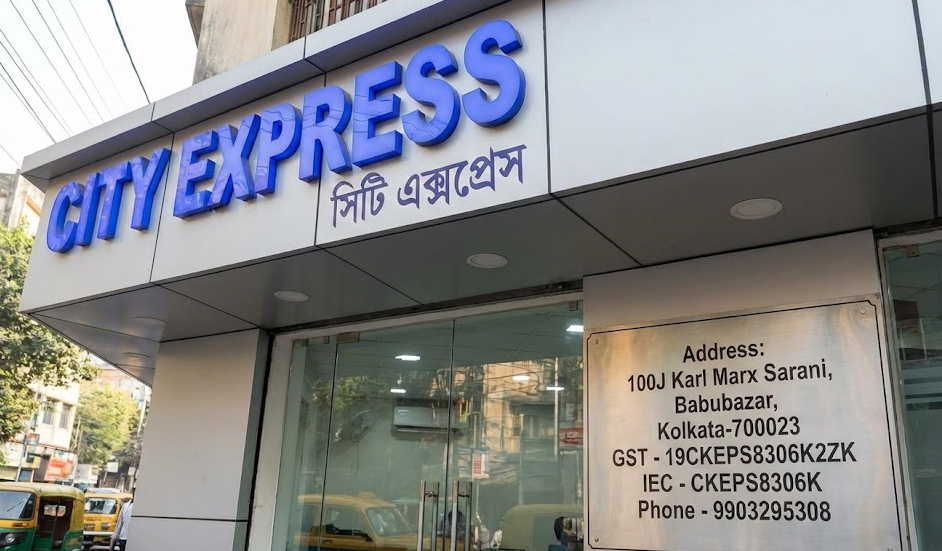 CITY EXPRESS
সিটি এক্সপ্রেস
Address:
100J Karl Marx Sarani,
Babubazar,
Kolkata-700023
GST - 19CKEPS8306K2ZK
IEC - CKEPS8306K
Phone - 9903295308